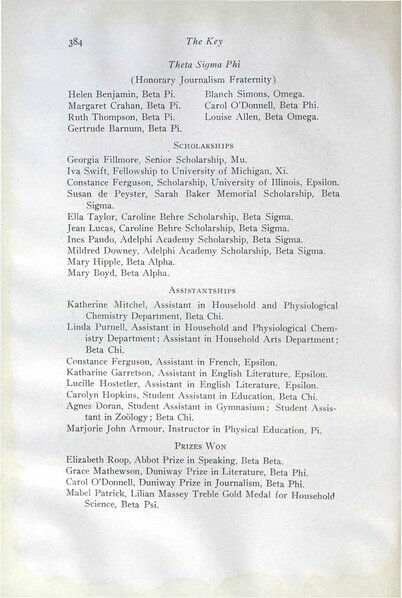 384
The Key
Theta Sigma Phi
(Honorary Journalism Fraternity)
Helen Benjamin, Beta Pi.
Margaret Crahan, Beta Pi.
Ruth Thompson, Beta Pi.
Gertrude Barnum, Beta Pi.
Blanch Simons, Omega.
Carol O'Donnell, Beta Phi.
Louise Allen, Beta Omega.
Scholarships
Georgia Fillmore, Senior Scholarship, Mu.
Iva Swift, Fellowship to University of Michigan, Xi.
Constance Ferguson, Scholarship, University of Illinois, Epsilon.
Susan de Peyster, Sarah Baker Memorial Scholarship, Beta
Sigma.
Ella Taylor, Caroline Behre Scholarship, Beta Sigma.
Jean Lucas, Caroline Behre Scholarship, Beta Sigma.
Ines Pando, Adelphi Academy Scholarship, Beta Sigma.
Mildred Downey, Adelphi Academy Scholarship, Beta Sigma.
Mary Hipple, Beta Alpha.
Mary Boyd, Beta Alpha.
Assistantships
Katherine Mitchel, Assistant in Household and Physiological
Chemistry Department, Beta Chi.
Linda Purnell, Assistant in Household and Physiological Chem-
istry Department; Assistant in Household Arts Department;
Beta Chi.
Constance Ferguson, Assistant in French, Epsilon.
Katharine Garretson, Assistant in English Literature, Epsilon.
Lucille Hostetler, Assistant in English Literature, Epsilon.
Carolyn Hopkins, Student Assistant in Education, Beta Chi.
Agnes Doran, Student Assistant in Gymnasium; Student Assis-
tant in Zoölogy; Beta Chi.
Marjorie John Armour, Instructor in Physical Education, Pi.
Prizes Won
Elizabeth Roop, Abbot Prize in Speaking, Beta Beta.
Grace Mathewson, Duniway Prize in Literature, Beta Phi.
Carol O'Donnell, Duniway Prize in Journalism, Beta Phi.
Mabel Patrick, Lilian Massey Treble Gold Medal for Household
Science, Beta Psi.